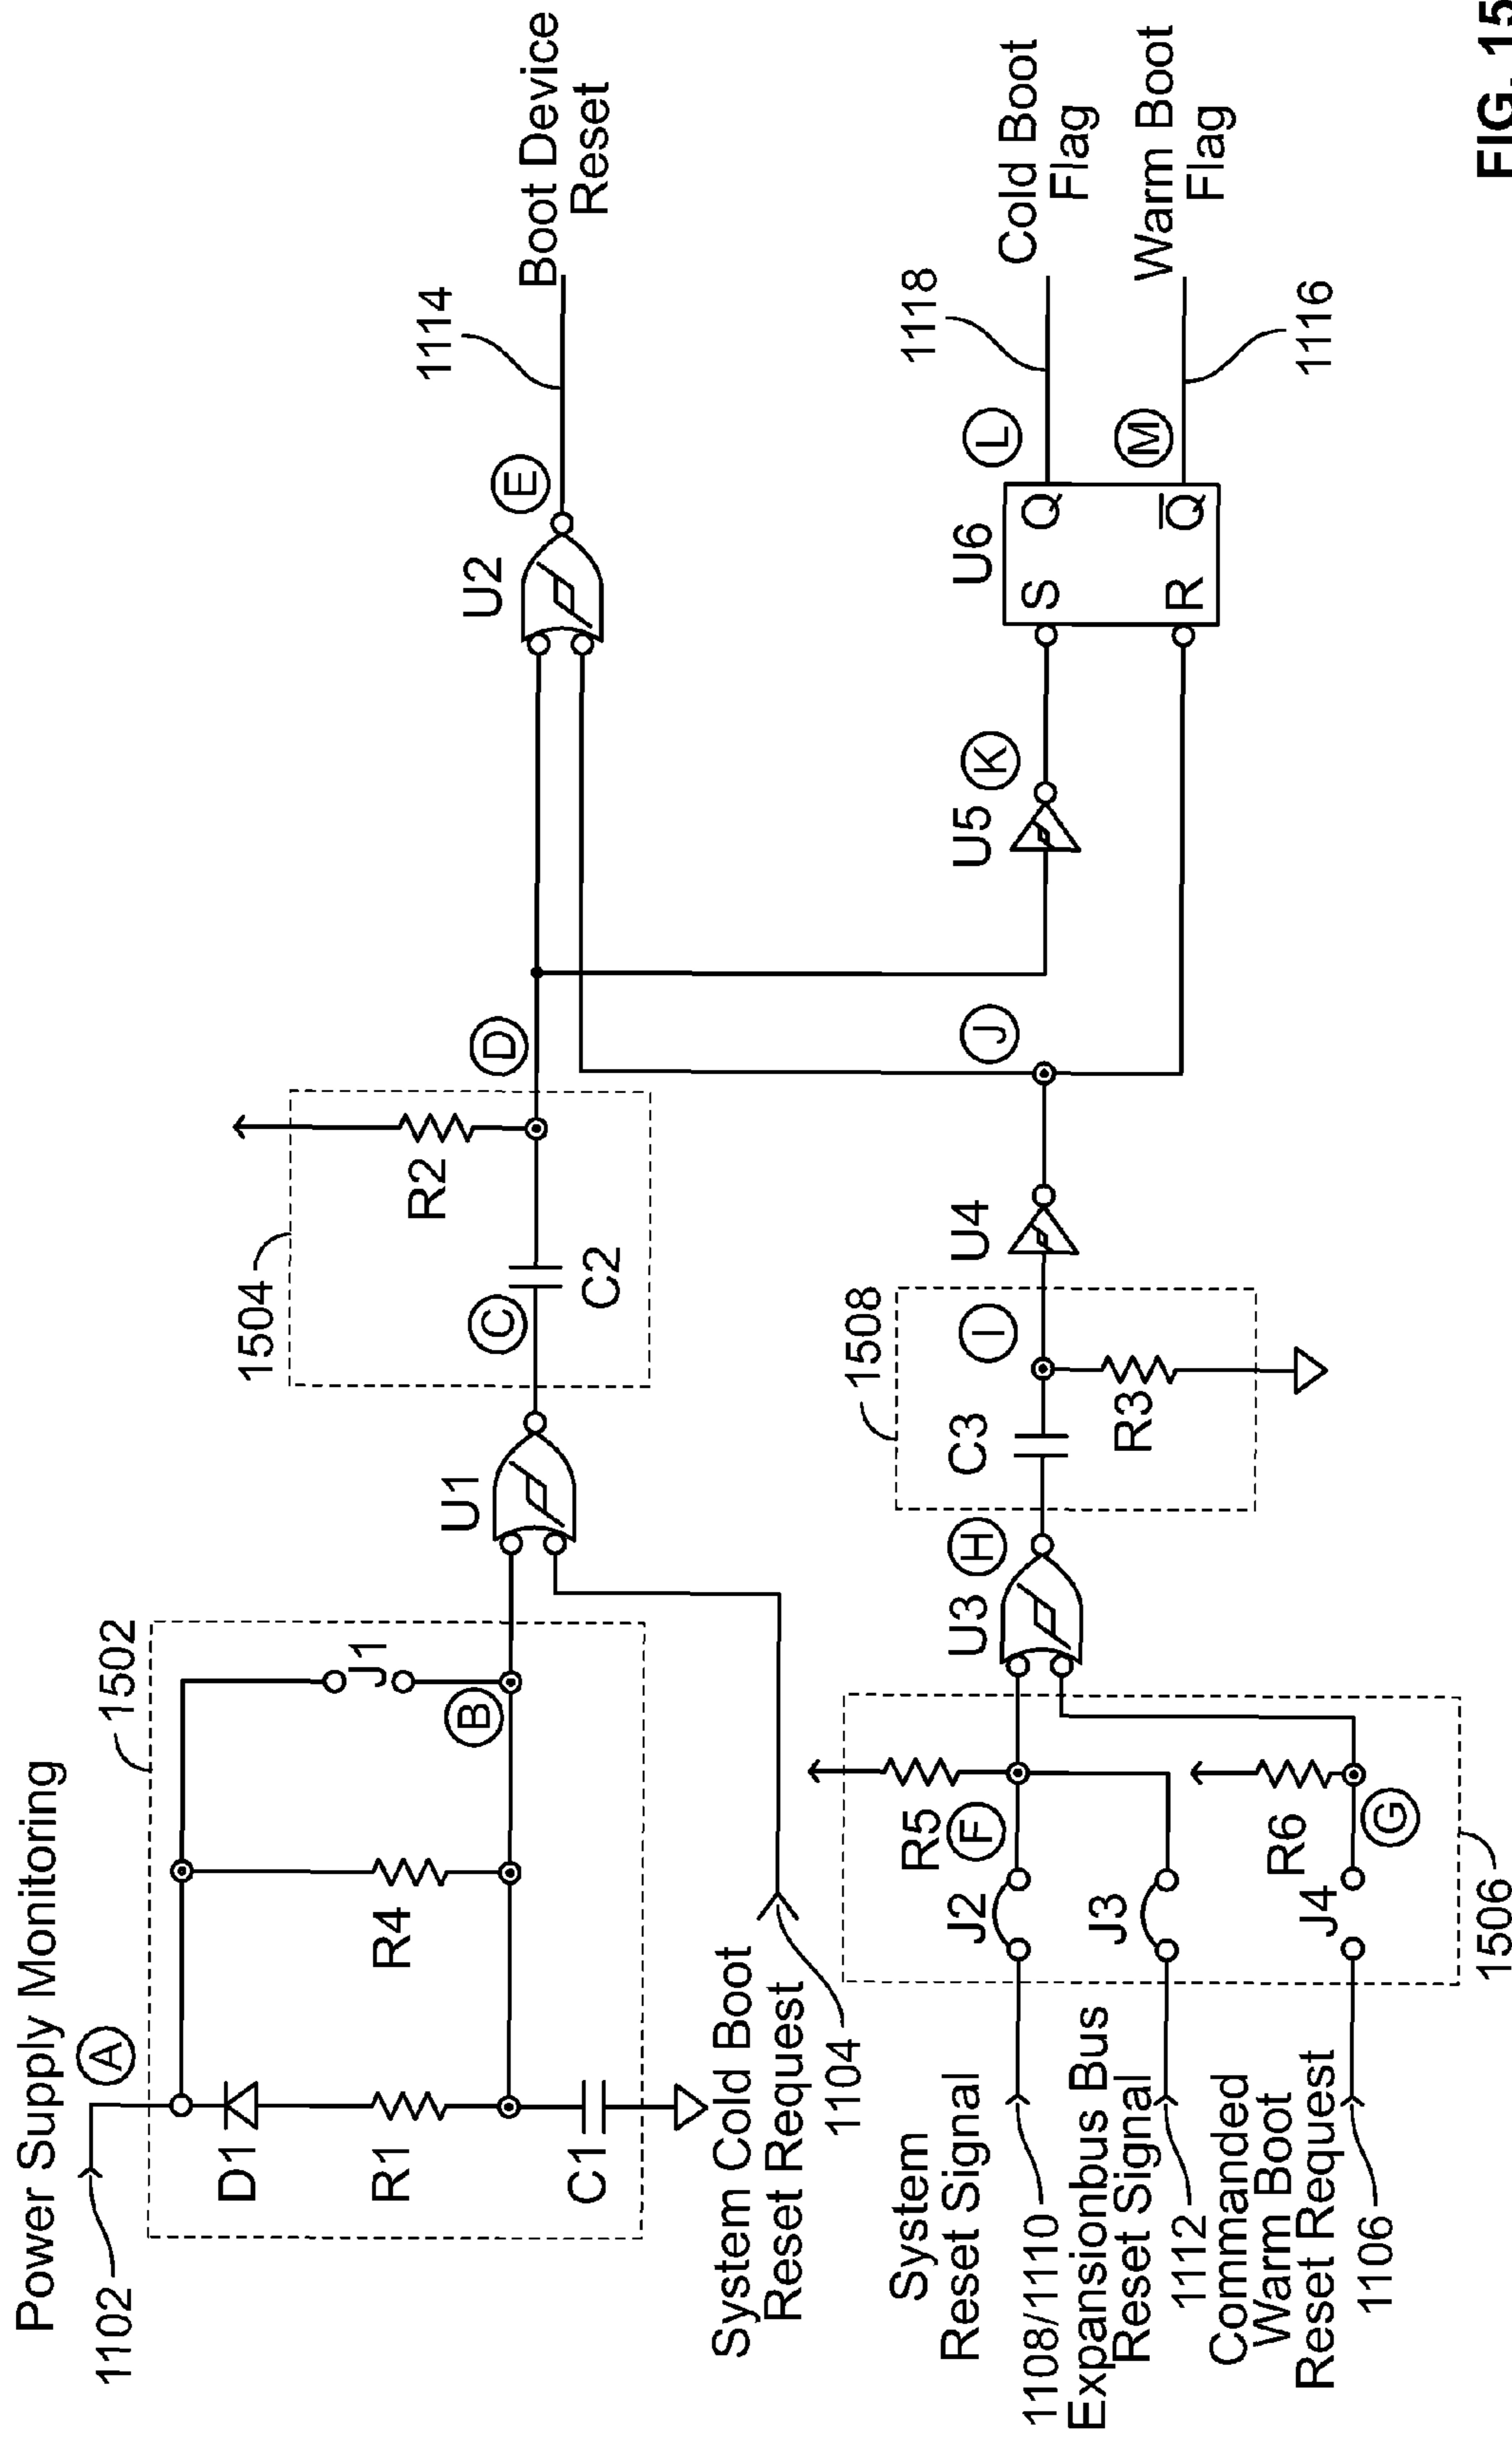 Power Supply Monitoring
1102
A
1502
D1
R1
C1
R4
J1
B
U1
System Cold Boot
Reset Request
1104
1504
C
C2
R2
D
U2
E
1114
Boot Device
Reset
System
Reset Signal
1108/1110
Expansionbus Bus
Reset Signal
1112
Commanded
Warm Boot
Reset Request
1106
J2
J3
J4
R5
F
R6
G
1506
U3
H
1508
C3
R3
I
U4
J
U5
K
U6
S
Q
R
Q̅
L
M
1118
Cold Boot
Flag
Warm Boot
Flag
1116
FIG. 15